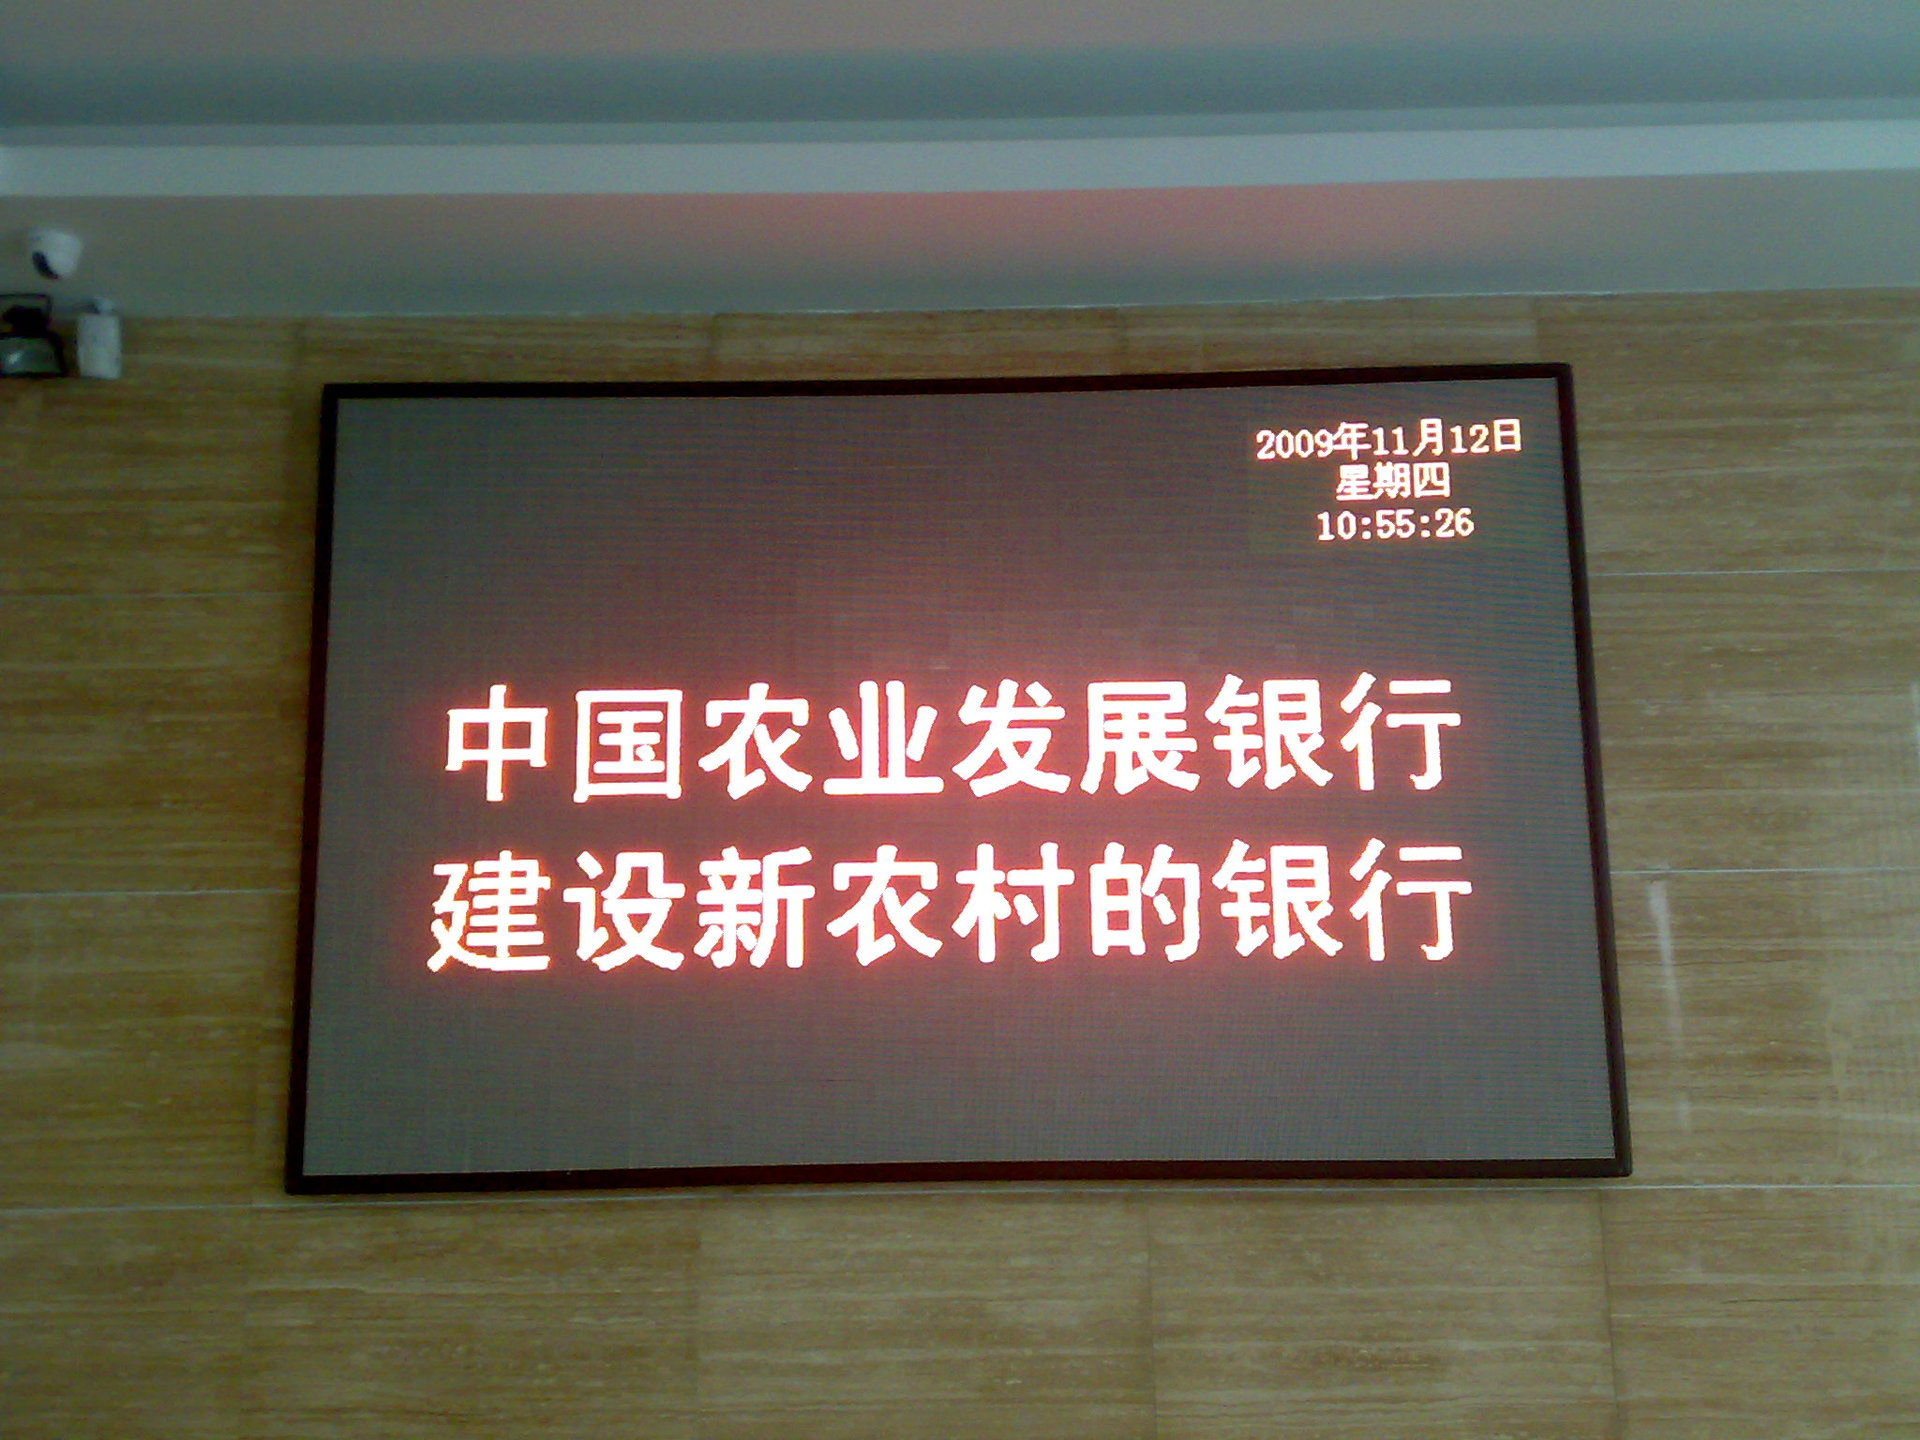 2009年11月12日
星期四
10:55:26
中国农业发展银行
建设新农村的银行